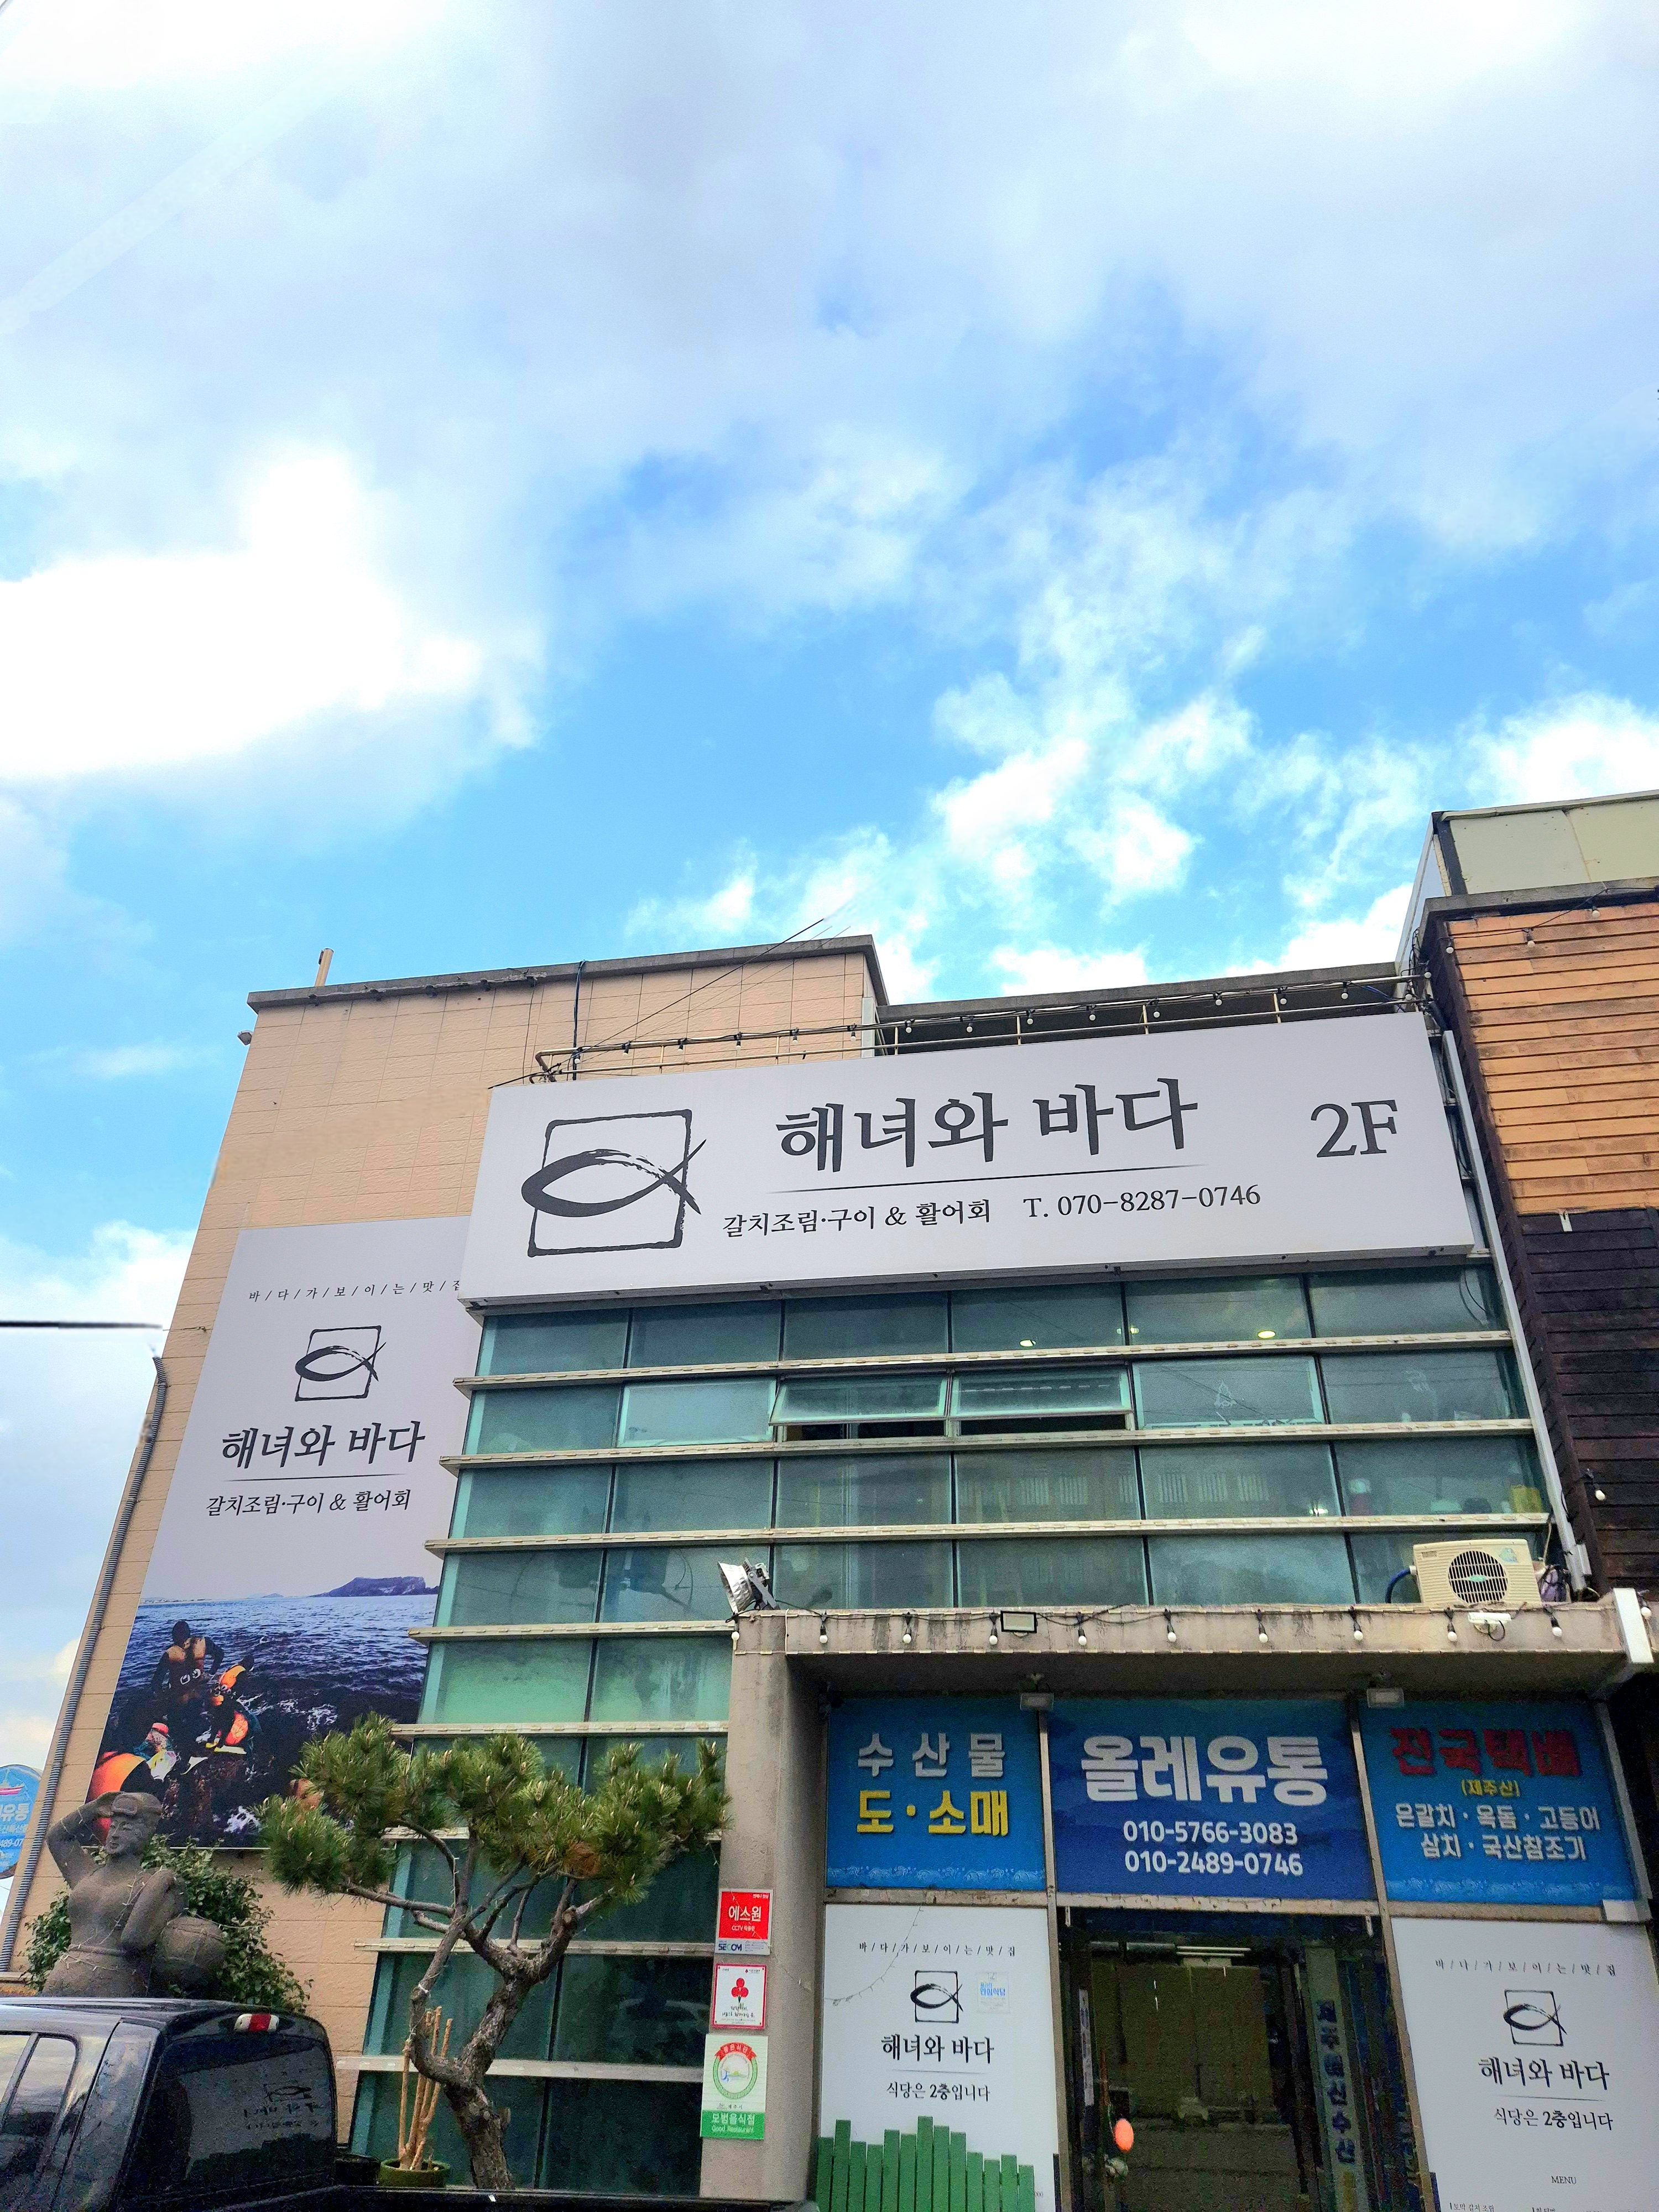 해녀와 바다 2F
갈치조림·구이 & 활어회 T. 070-8287-0746
바/다/가/보/이/는/맛/집
해녀와 바다
갈치조림·구이 & 활어회
수산물
도·소매
올레유통
010-5766-3083
010-2489-0746
전국택배
(제주산)
은갈치·옥돔·고등어
삼치·국산참조기
에스원
CCTV 작동중
SECOM
모범음식점
Good Restaurant
바/다/가/보/이/는/맛/집
해녀와 바다
식당은 2층입니다
바/다/가/보/이/는/맛/집
해녀와 바다
식당은 2층입니다
MENU